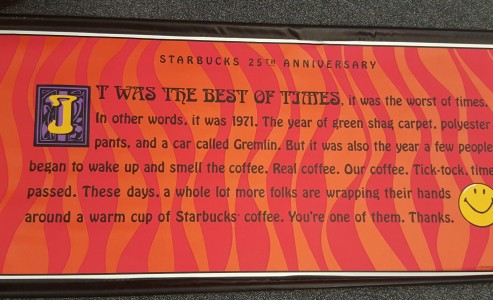 STARBUCKS 25TH ANNIVERSARY
IT WAS THE BEST OF TIMES, it was the worst of times.
In other words, it was 1971. The year of green shag carpet, polyester
pants, and a car called Gremlin. But it was also the year a few people
began to wake up and smell the coffee. Real coffee. Our coffee. Tick-tock, time
passed. These days, a whole lot more folks are wrapping their hands
around a warm cup of Starbucks coffee. You're one of them. Thanks.